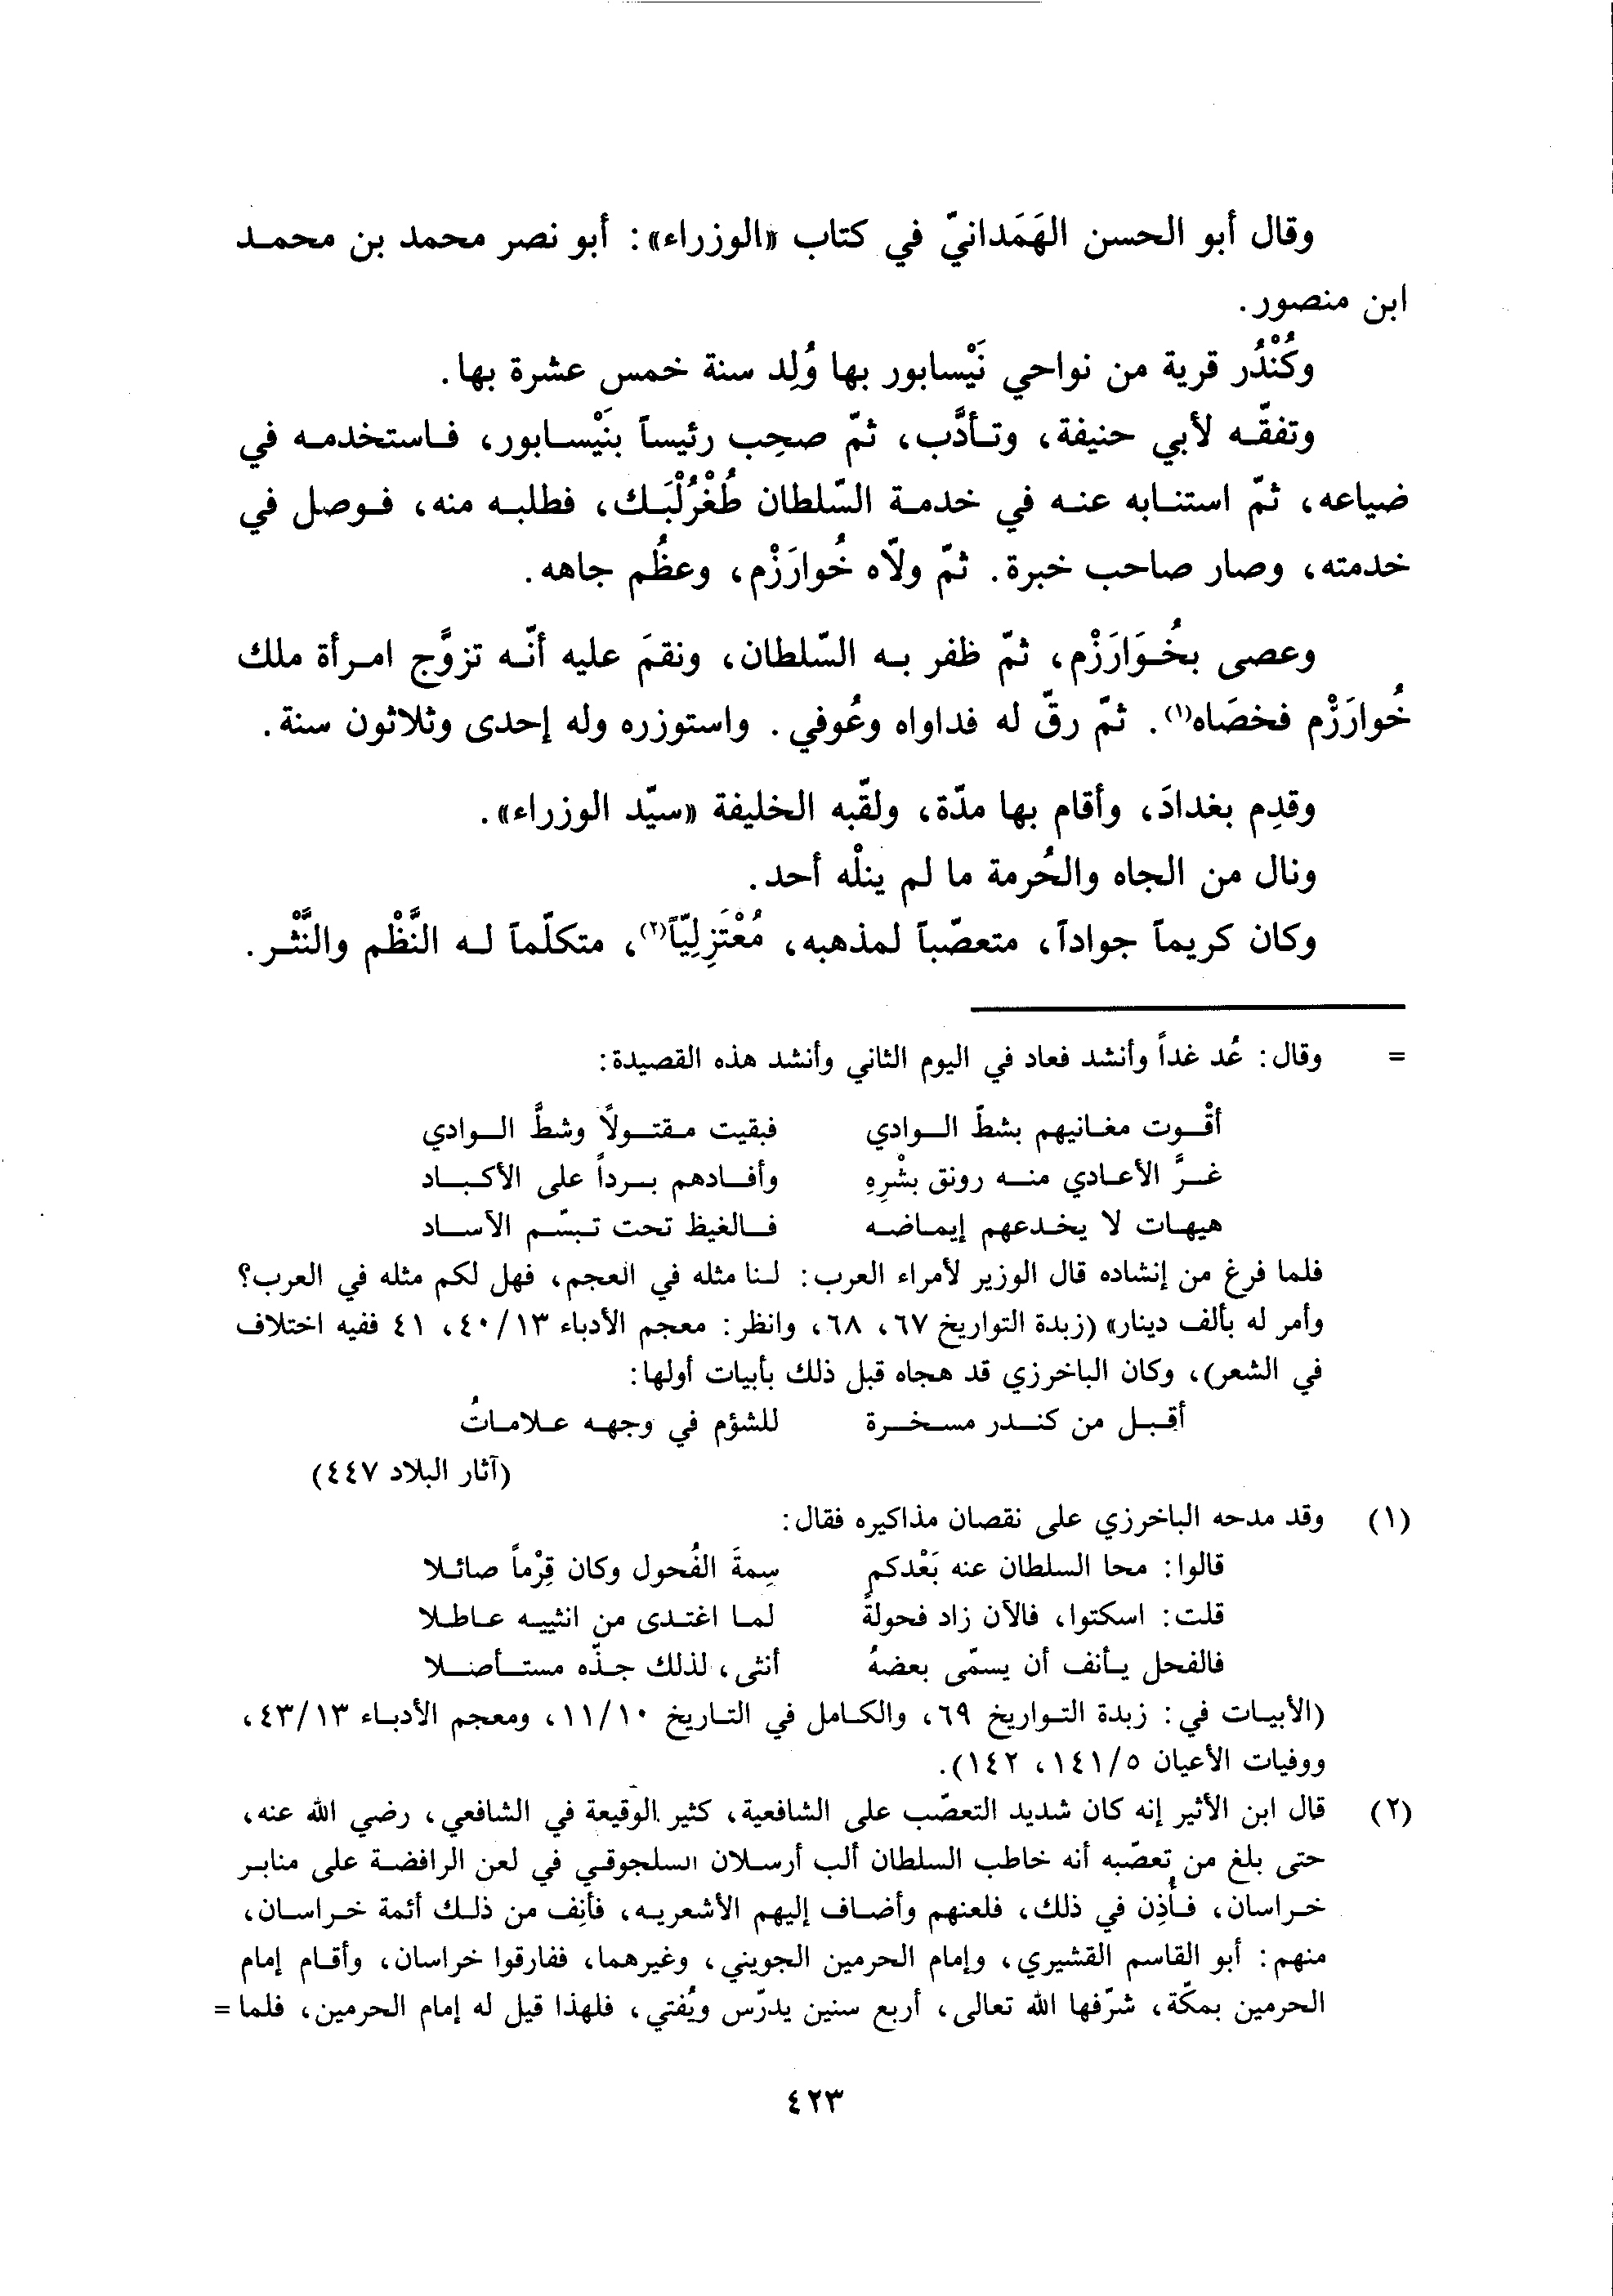 وقال أبو الحسن الهَمَدانيّ في كتاب «الوزراء»: أبو نصر محمد بن محمـد
ابن منصور.
وكُنْدُر قرية من نواحي نَيْسابور بها وُلِد سنة خمس عشرة بها.
وتفقّه لأبي حنيفة، وتأدَّب، ثمّ صحِب رئيساً بنَيْسابور، فاستخدمه في
ضياعه، ثمّ استنابه عنه في خدمة السّلطان طُغْرُلْبَك، فطلبه منه، فوصل في
خدمته، وصار صاحب خبرة. ثمّ ولّاه خُوارَزْم، وعظُم جاهه.
وعصى بخُوَارَزْم، ثمّ ظفر به السّلطان، ونقمَ عليه أنّه تزوَّج امرأة ملك
خُوارَزْم فخصَاه(١). ثمّ رقّ له فداواه وعُوفي. واستوزره وله إحدى وثلاثون سنة.
وقدِم بغدادَ، وأقام بها مدّة، ولقّبه الخليفة «سيّد الوزراء».
ونال من الجاه والحُرمة ما لم ينلْه أحد.
وكان كريماً جواداً، متعصّباً لمذهبه، مُعْتَزِلِيّاً(٢)، متكلّماً له النَّظْم والنَّثْر.
= وقال: عُد غداً وأنشد فعاد في اليوم الثاني وأنشد هذه القصيدة:
أقْوت مغانيهم بشطّ الوادي فبقيت مقتولًا وشطَّ الوادي
غرَّ الأعادي منه رونق بشْرِهِ وأفادهم برداً على الأكباد
هيهات لا يخدعهم إيماضه فالغيظ تحت تبسّم الآساد
فلما فرغ من إنشاده قال الوزير لأمراء العرب: لنا مثله في العجم، فهل لكم مثله في العرب؟
وأمر له بألف دينار» (زبدة التواريخ ٦٧، ٦٨، وانظر: معجم الأدباء ٤٠/١٣، ٤١ ففيه اختلاف
في الشعر)، وكان الباخرزي قد هجاه قبل ذلك بأبيات أولها:
أقبل من كندر مسخرة للشؤم في وجهه علاماتُ
(آثار البلاد ٤٤٧)
(١) وقد مدحه الباخرزي على نقصان مذاكيره فقال:
قالوا: محا السلطان عنه بَعْدكم سِمةَ الفُحول وكان قِرْماً صائلا
قلت: اسكتوا، فالآن زاد فحولةً لما اغتدى من انثييه عاطلا
فالفحل يأنف أن يسمّى بعضهُ أنثى، لذلك جذّه مستأصلا
(الأبيات في: زبدة التواريخ ٦٩، والكامل في التاريخ ١١/١٠، ومعجم الأدباء ٤٣/١٣،
ووفيات الأعيان ١٤١/٥، ١٤٢).
(٢) قال ابن الأثير إنه كان شديد التعصّب على الشافعية، كثير الوقيعة في الشافعي، رضي الله عنه،
حتى بلغ من تعصّبه أنه خاطب السلطان ألب أرسلان السلجوقي في لعن الرافضة على منابر
خراسان، فأُذِن في ذلك، فلعنهم وأضاف إليهم الأشعريه، فأنِف من ذلك أئمة خراسان،
منهم: أبو القاسم القشيري، وإمام الحرمين الجويني، وغيرهما، ففارقوا خراسان، وأقام إمام
الحرمين بمكّة، شرّفها الله تعالى، أربع سنين يدرّس ويُفتي، فلهذا قيل له إمام الحرمين، فلما =
٤٢٣